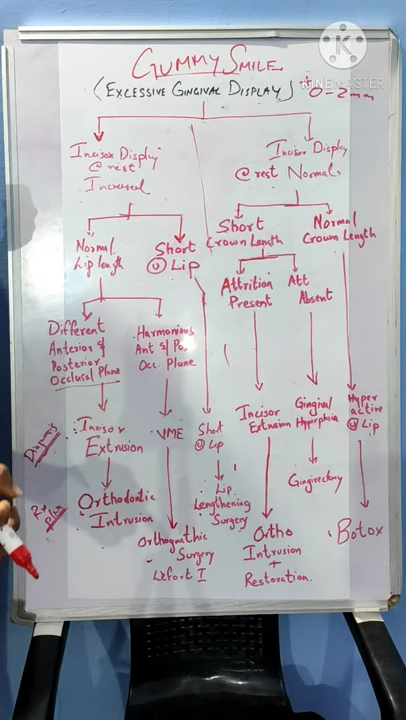 GUMMY SMILE
(EXCESSIVE GINGIVAL DISPLAY) 0-2mm
KINEMASTER
Incisor Display
@ rest
Increased
Incisor Display
@ rest Normal.
Normal
Lip length
Short
U Lip
Short
Crown Length
Normal
Crown Length
Attrition
Present
Att
Absent
Different
Anterior &
Posterior
Occlusal Plane
Harmonious
Ant & Pos
Occ. Plane
Diagnosis
Incisor
Extrusion
VME
Short
U Lip
Incisor
Extrusion
Gingival
Hyper
active
U Lip
Rx Plan
Orthodontic
Intrusion
Orthognathic
Surgery
Lefort I
Lip
Lengthening
Surgery
Ortho
Intrusion
+
Restoration.
Gingivectomy
Botox